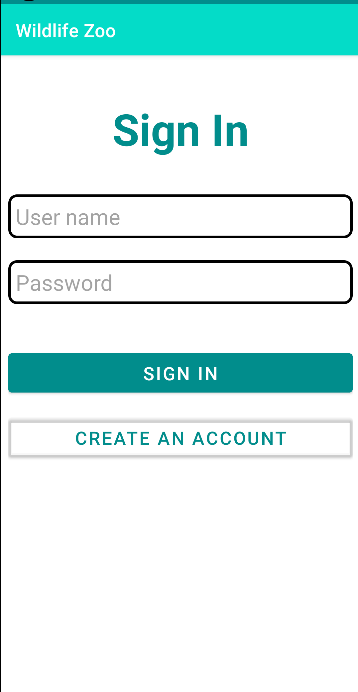 Wildlife Zoo
Sign In
User name
Password
SIGN IN
CREATE AN ACCOUNT